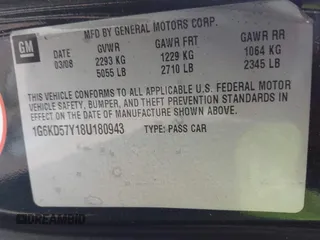 MFD BY GENERAL MOTORS CORP.
GM
DATE GVWR GAWR FRT GAWR RR
03/08 2293 KG 1229 KG 1064 KG
5055 LB 2710 LB 2345 LB
THIS VEHICLE CONFORMS TO ALL APPLICABLE U.S. FEDERAL MOTOR
VEHICLE SAFETY, BUMPER, AND THEFT PREVENTION STANDARDS
IN EFFECT ON THE DATE OF MANUFACTURE SHOWN ABOVE.
1G6KD57Y18U180943 TYPE: PASS CAR
DREAMBID